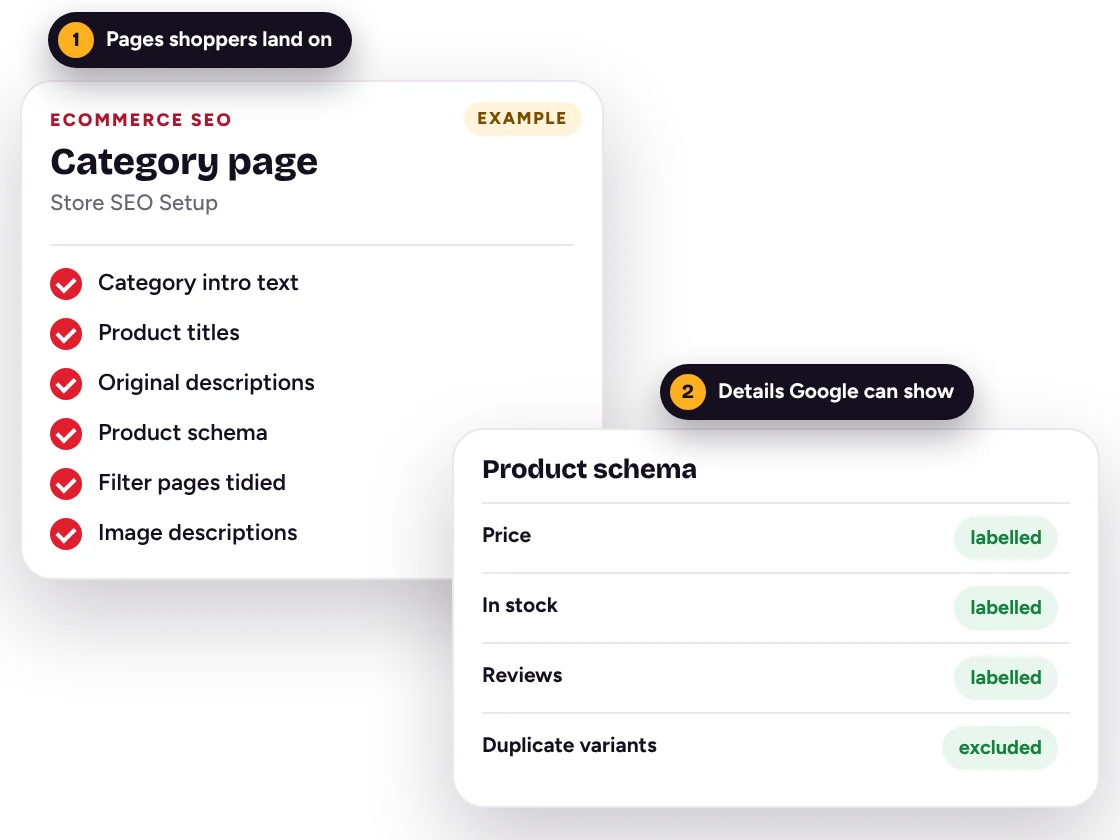 1 Pages shoppers land on
ECOMMERCE SEO
EXAMPLE
Category page
Store SEO Setup
Category intro text
Product titles
Original descriptions
Product schema
Filter pages tidied
Image descriptions
2 Details Google can show
Product schema
Price labelled
In stock labelled
Reviews labelled
Duplicate variants excluded